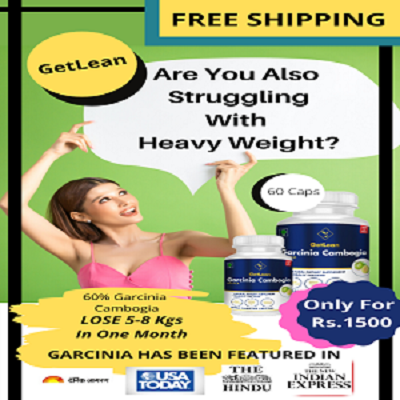 FREE SHIPPING
GetLean
Are You Also
Struggling
With
Heavy Weight?
60 Caps
GetLean
Garcinia Cambogia
GetLean
Garcinia Cambogia
60% Garcinia
Cambogia
LOSE 5-8 Kgs
In One Month
Only For
Rs.1500
GARCINIA HAS BEEN FEATURED IN
दैनिक जागरण
USA
TODAY
THE
HINDU
THE NEW
INDIAN
EXPRESS